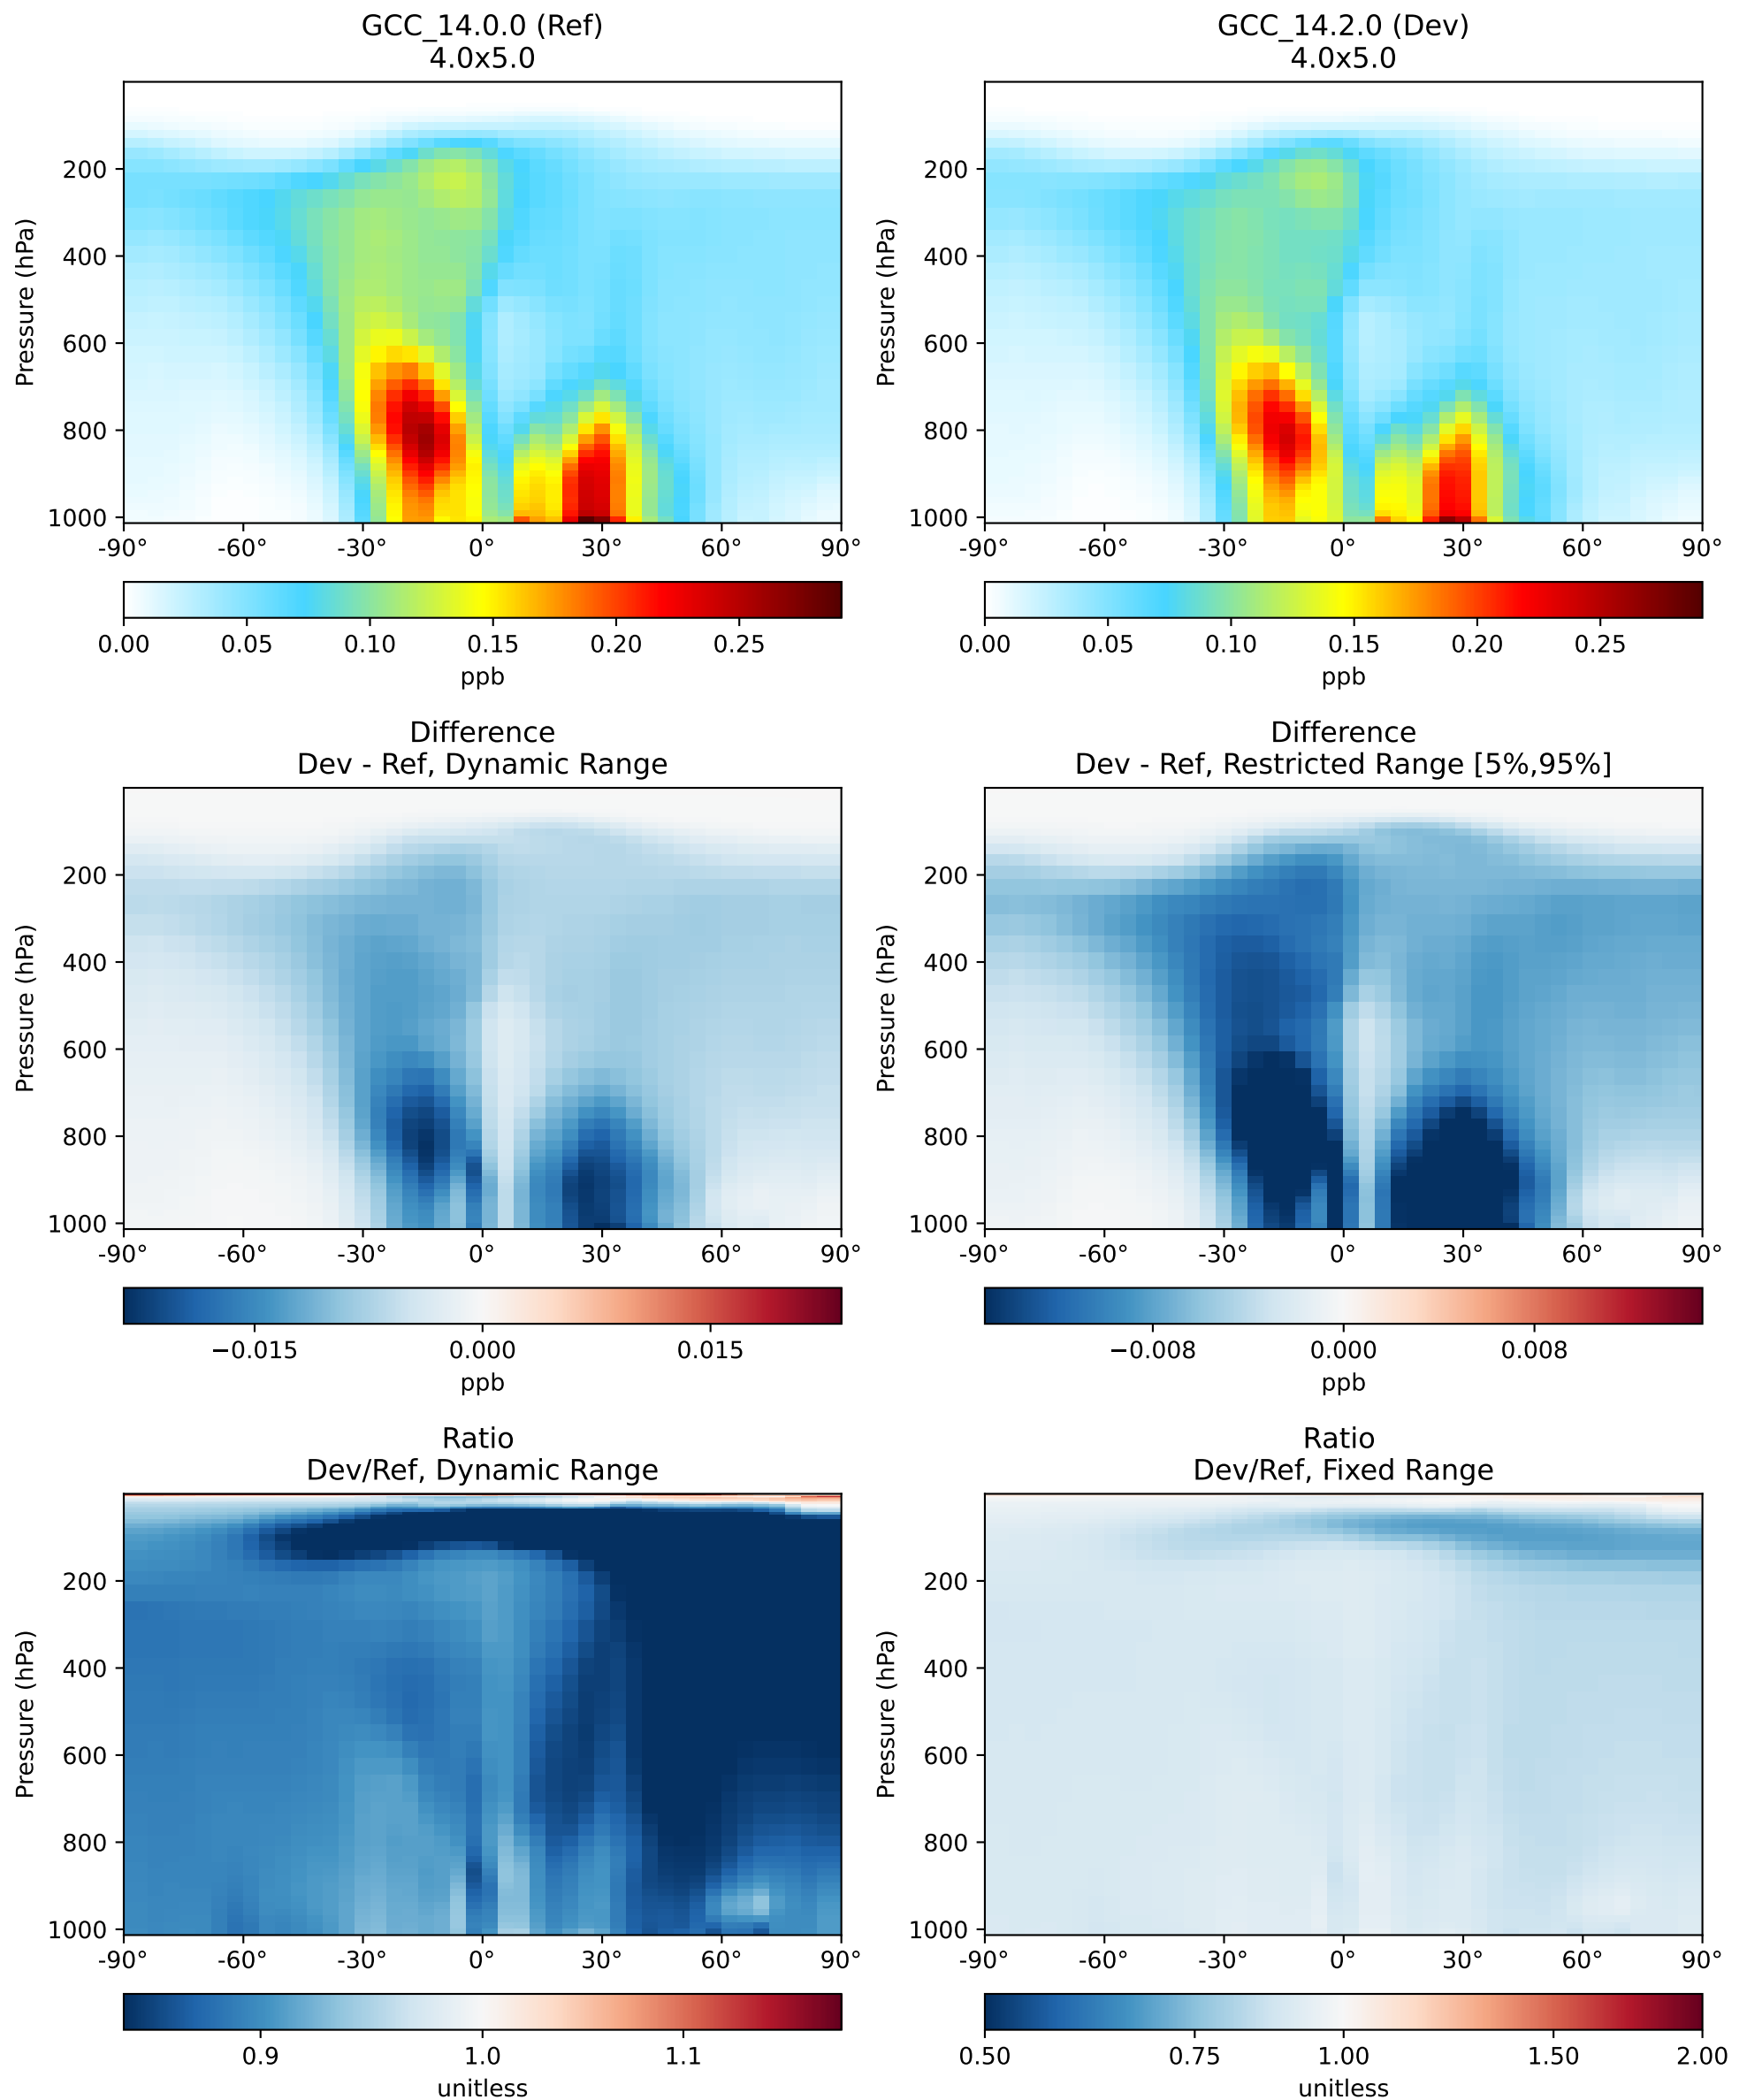 GCC_14.0.0 (Ref)
4.0x5.0
GCC_14.2.0 (Dev)
4.0x5.0
Pressure (hPa)
200
400
600
800
1000
-90° -60° -30° 0° 30° 60° 90°
0.00 0.05 0.10 0.15 0.20 0.25
ppb
Pressure (hPa)
200
400
600
800
1000
-90° -60° -30° 0° 30° 60° 90°
0.00 0.05 0.10 0.15 0.20 0.25
ppb
Difference
Dev - Ref, Dynamic Range
Pressure (hPa)
200
400
600
800
1000
-90° -60° -30° 0° 30° 60° 90°
−0.015 0.000 0.015
ppb
Difference
Dev - Ref, Restricted Range [5%,95%]
Pressure (hPa)
200
400
600
800
1000
-90° -60° -30° 0° 30° 60° 90°
−0.008 0.000 0.008
ppb
Ratio
Dev/Ref, Dynamic Range
Pressure (hPa)
200
400
600
800
1000
-90° -60° -30° 0° 30° 60° 90°
0.9 1.0 1.1
unitless
Ratio
Dev/Ref, Fixed Range
Pressure (hPa)
200
400
600
800
1000
-90° -60° -30° 0° 30° 60° 90°
0.50 0.75 1.00 1.50 2.00
unitless